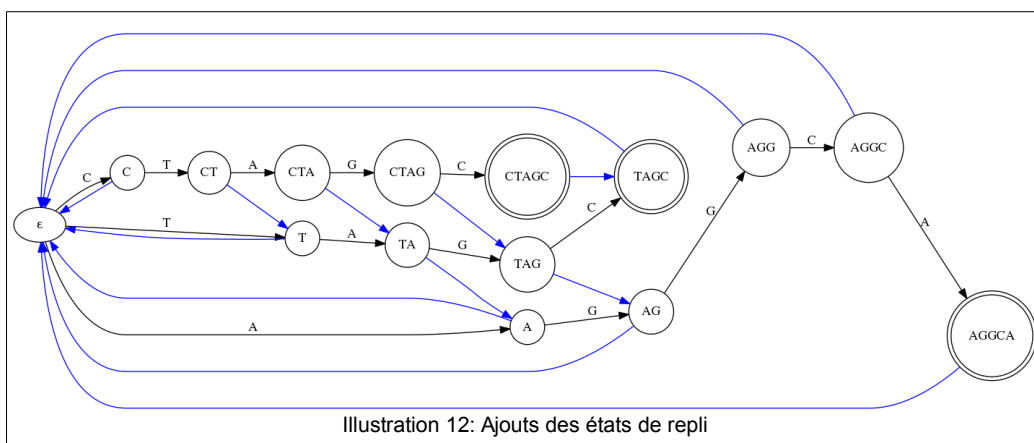 AGG
C
AGGC
C
T
A
G
C
C
CT
CTA
CTAG
CTAGC
TAGC
ε
T
T
A
TA
G
TAG
C
G
A
A
A
G
AG
AGGCA
Illustration 12: Ajouts des états de repli